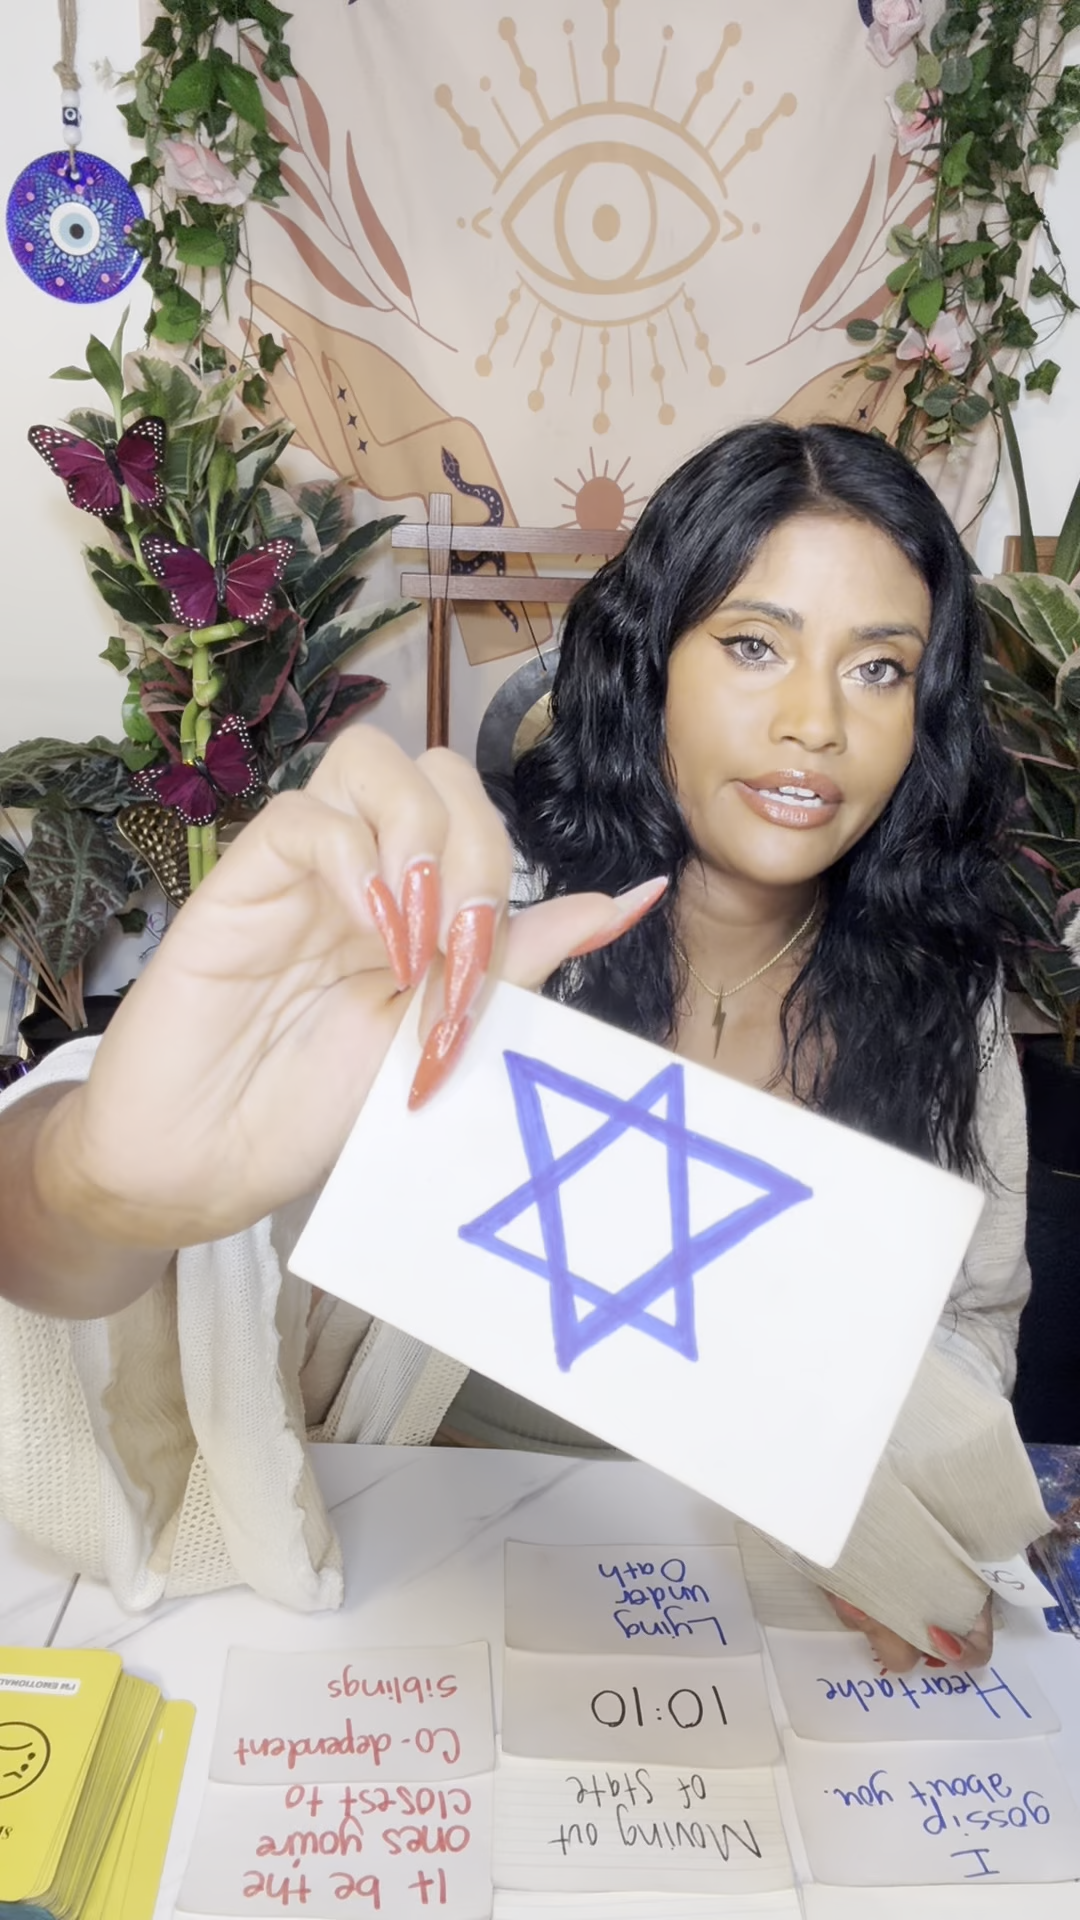 Lying
under
Oath
10:10
Moving out
of state
Heartache
I
gossip
about you.
Co-dependent
Siblings
It be the
ones you're
closest to
I'M EMOTIONAL